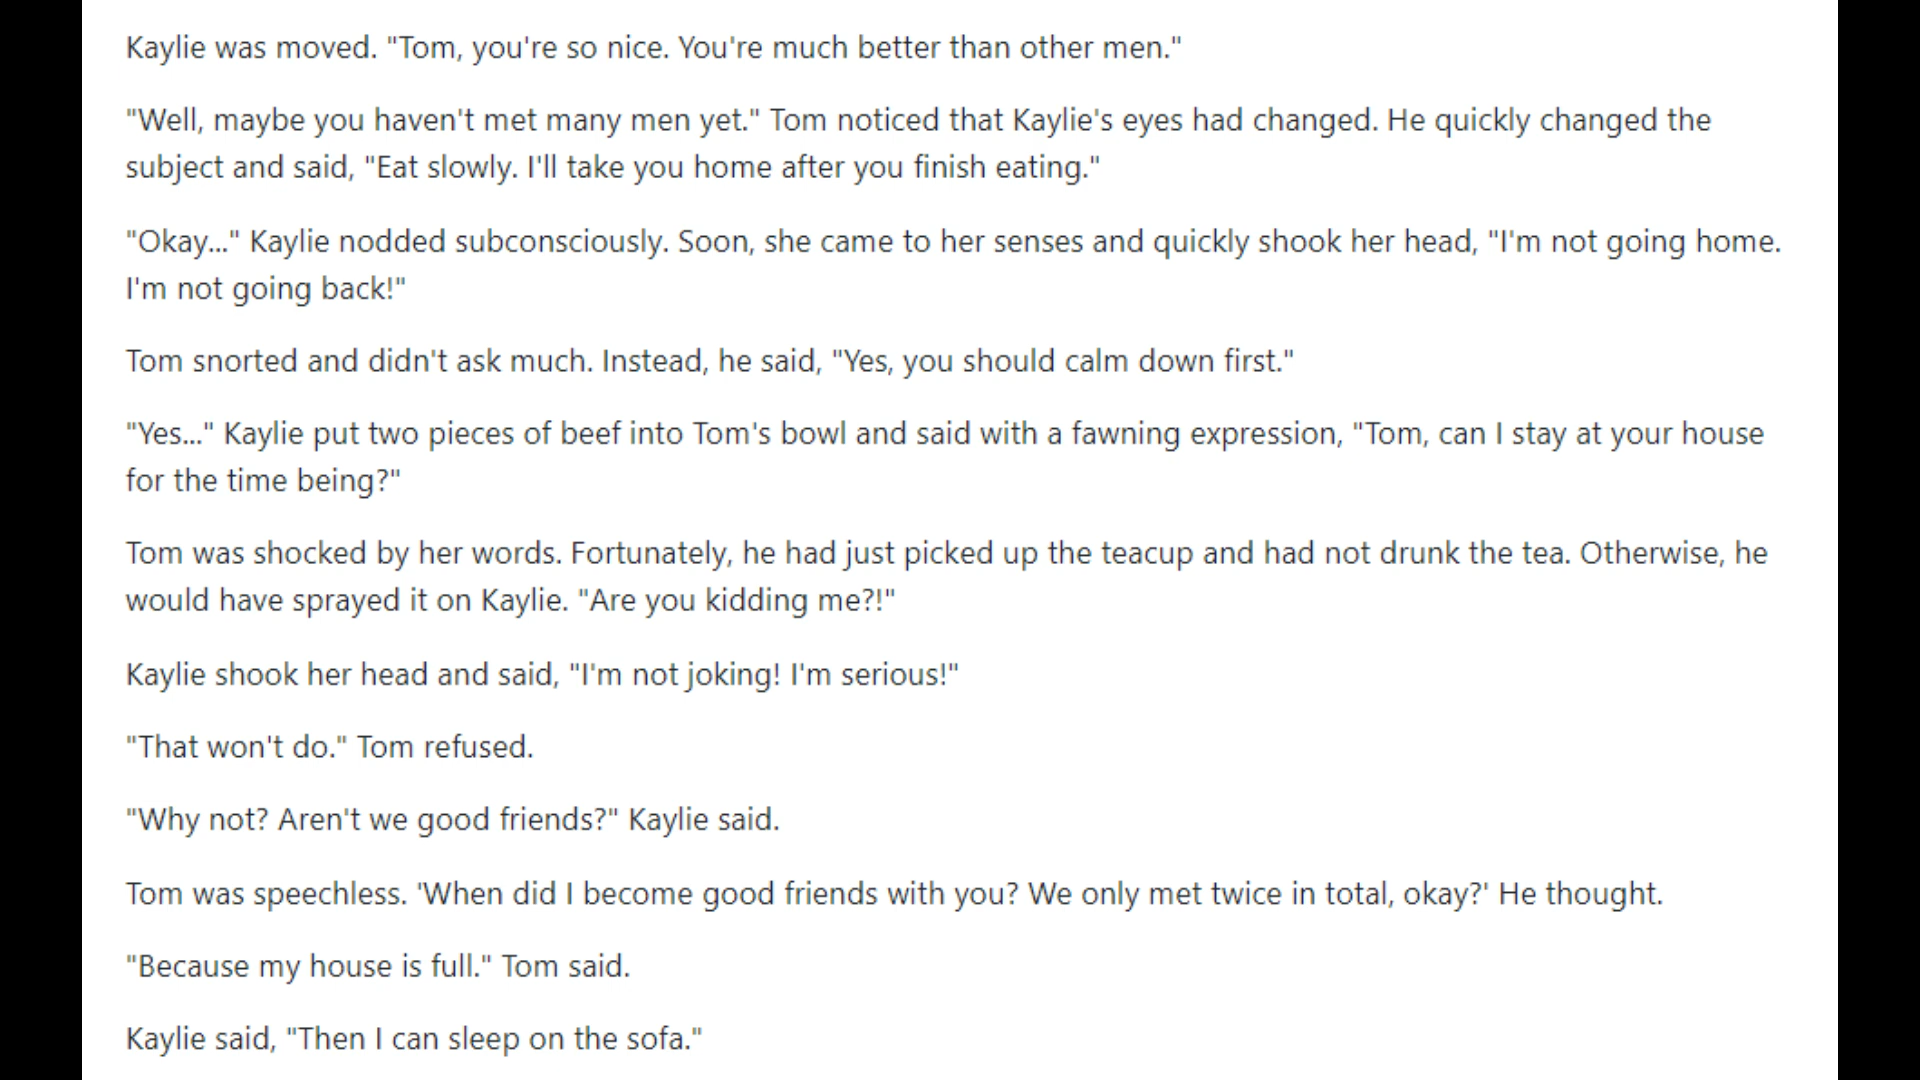 Kaylie was moved. "Tom, you're so nice. You're much better than other men."
"Well, maybe you haven't met many men yet." Tom noticed that Kaylie's eyes had changed. He quickly changed the
subject and said, "Eat slowly. I'll take you home after you finish eating."
"Okay..." Kaylie nodded subconsciously. Soon, she came to her senses and quickly shook her head, "I'm not going home.
I'm not going back!"
Tom snorted and didn't ask much. Instead, he said, "Yes, you should calm down first."
"Yes..." Kaylie put two pieces of beef into Tom's bowl and said with a fawning expression, "Tom, can I stay at your house
for the time being?"
Tom was shocked by her words. Fortunately, he had just picked up the teacup and had not drunk the tea. Otherwise, he
would have sprayed it on Kaylie. "Are you kidding me?!"
Kaylie shook her head and said, "I'm not joking! I'm serious!"
"That won't do." Tom refused.
"Why not? Aren't we good friends?" Kaylie said.
Tom was speechless. 'When did I become good friends with you? We only met twice in total, okay?' He thought.
"Because my house is full." Tom said.
Kaylie said, "Then I can sleep on the sofa."